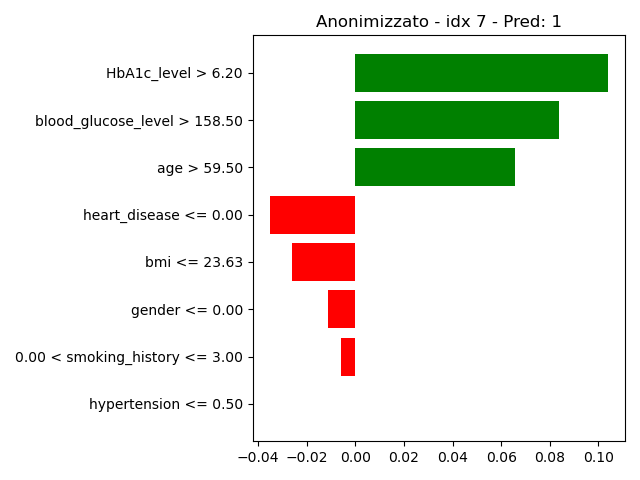 Anonimizzato - idx 7 - Pred: 1
HbA1c_level > 6.20
blood_glucose_level > 158.50
age > 59.50
heart_disease <= 0.00
bmi <= 23.63
gender <= 0.00
0.00 < smoking_history <= 3.00
hypertension <= 0.50
−0.04 −0.02 0.00 0.02 0.04 0.06 0.08 0.10